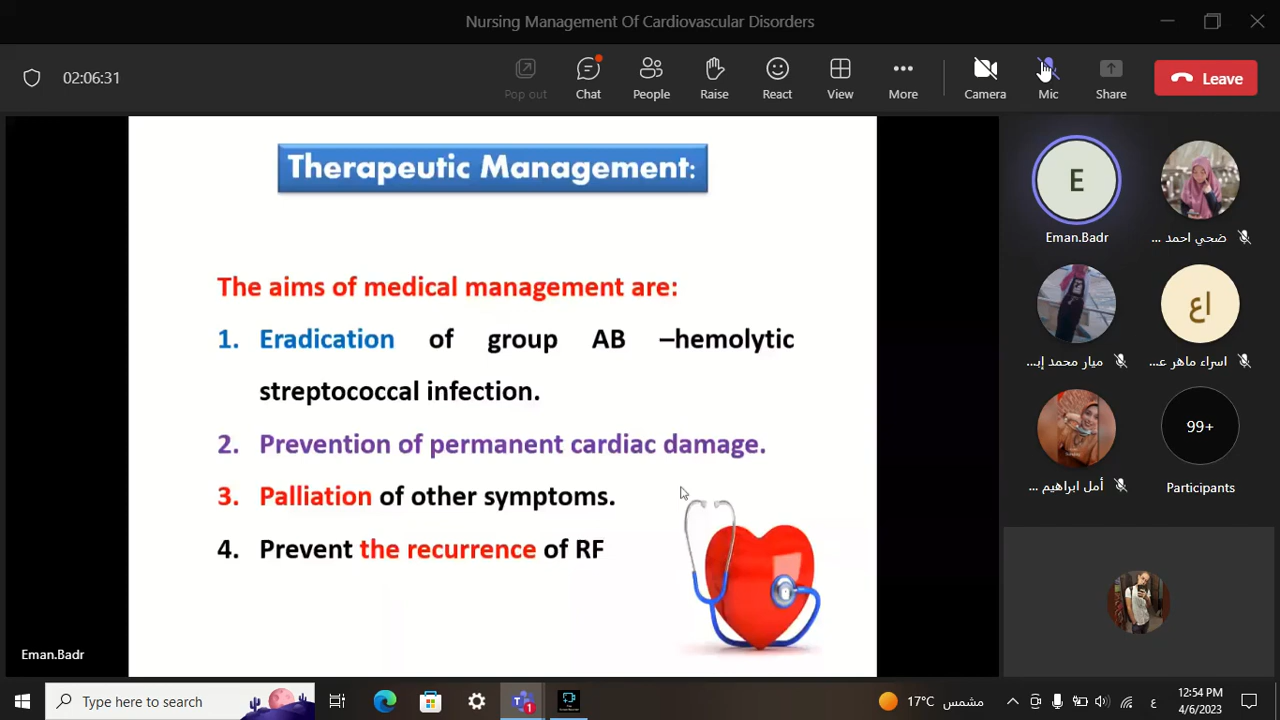 Nursing Management Of Cardiovascular Disorders
02:06:31
Pop out
Chat
People
Raise
React
View
More
Camera
Mic
Share
Leave
Therapeutic Management:
The aims of medical management are:
1. Eradication of group AB –hemolytic
streptococcal infection.
2. Prevention of permanent cardiac damage.
3. Palliation of other symptoms.
4. Prevent the recurrence of RF
Eman.Badr
E
Eman.Badr
ضحي احمد ...
اع
ميار محمد إبـ...
اسراء ماهر عـ...
99+
أمل ابراهيم ...
Participants
Type here to search
1
17°C مشمس
ع
12:54 PM
4/6/2023